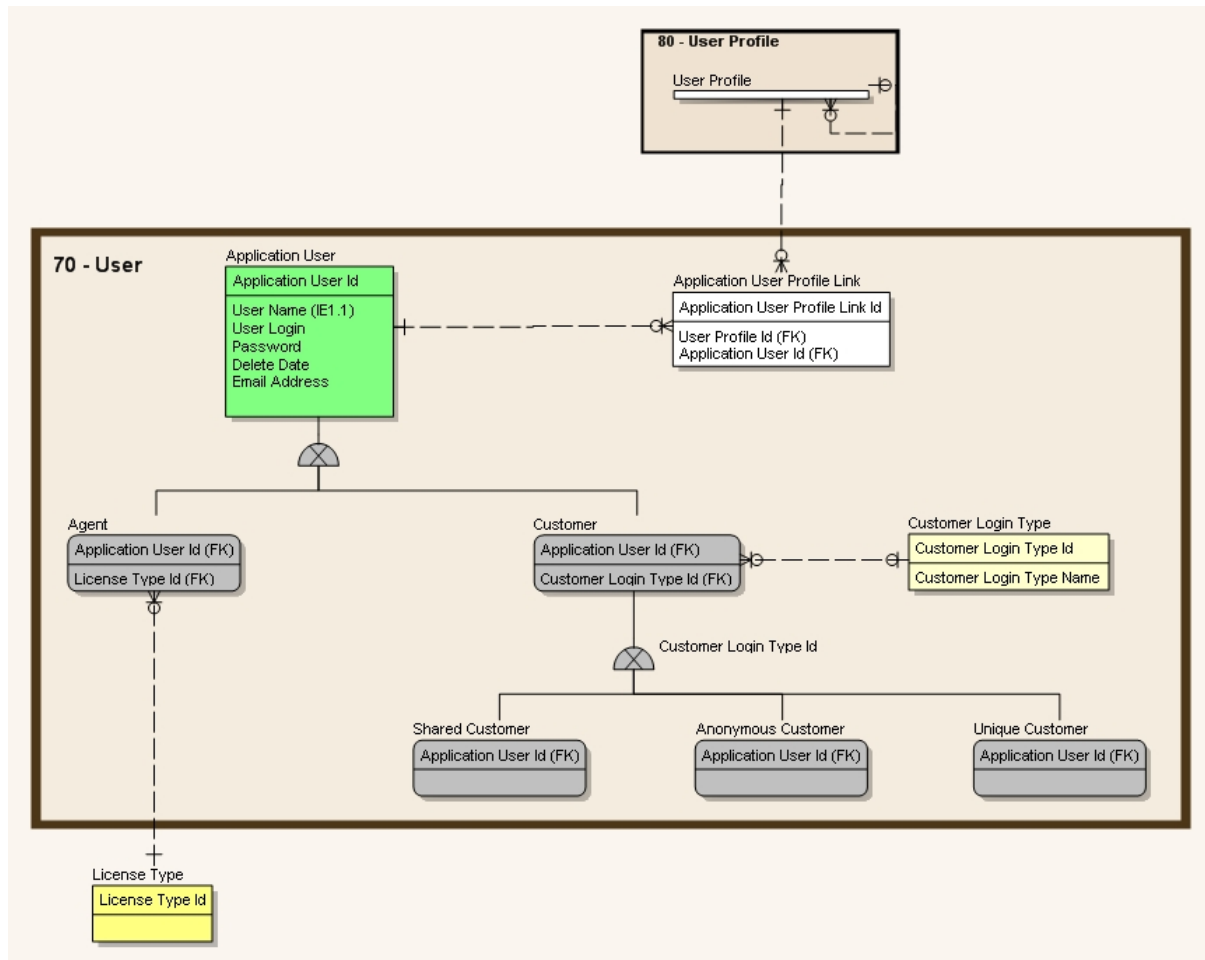 80 - User Profile
User Profile
70 - User
Application User
Application User Id
User Name (IE1.1)
User Login
Password
Delete Date
Email Address
Application User Profile Link
Application User Profile Link Id
User Profile Id (FK)
Application User Id (FK)
Agent
Application User Id (FK)
License Type Id (FK)
Customer
Application User Id (FK)
Customer Login Type Id (FK)
Customer Login Type
Customer Login Type Id
Customer Login Type Name
Customer Login Type Id
Shared Customer
Application User Id (FK)
Anonymous Customer
Application User Id (FK)
Unique Customer
Application User Id (FK)
License Type
License Type Id